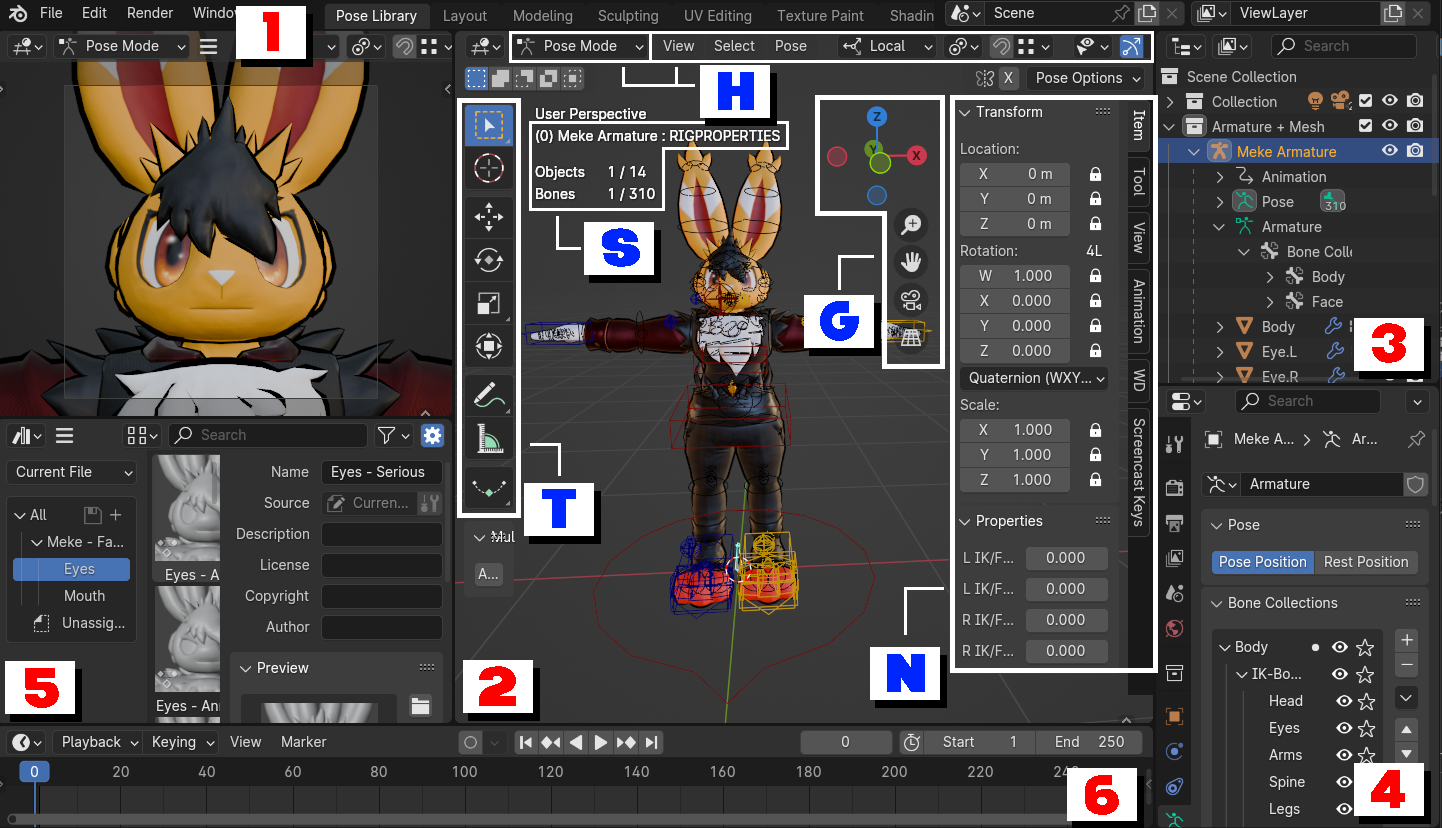 File Edit Render Window
Pose Library Layout Modeling Sculpting UV Editing Texture Paint Shadin
Scene
ViewLayer
1
Pose Mode
Pose Mode View Select Pose Local
Search
H
X Pose Options
Scene Collection
Collection
Armature + Mesh
Meke Armature
Animation
Pose 310
Armature
Bone Coll
Body
Face
Body
Eye.L
Eye.R
3
User Perspective
(0) Meke Armature : RIGPROPERTIES
Objects 1 / 14
Bones 1 / 310
S
Z
Y
X
G
T
Mul
A...
2
Transform
Location:
X 0 m
Y 0 m
Z 0 m
Rotation: 4L
W 1.000
X 0.000
Y 0.000
Z 0.000
Quaternion (WXY...
Scale:
X 1.000
Y 1.000
Z 1.000
Properties
L IK/F... 0.000
L IK/F... 0.000
R IK/F... 0.000
R IK/F... 0.000
N
Item
Tool
View
Animation
WD
Screencast Keys
Search
Meke A... Ar...
Armature
Pose
Pose Position Rest Position
Bone Collections
Body
IK-Bo...
Head
Eyes
Arms
Spine
Legs
4
Search
Current File
All
Meke - Fa...
Eyes
Mouth
Unassig...
5
Eyes - A
Eyes - Ani
Name Eyes - Serious
Source Curren...
Description
License
Copyright
Author
Preview
Playback Keying View Marker
0 Start 1 End 250
0 20 40 60 80 100 120 140 160 180 200 220 240
6